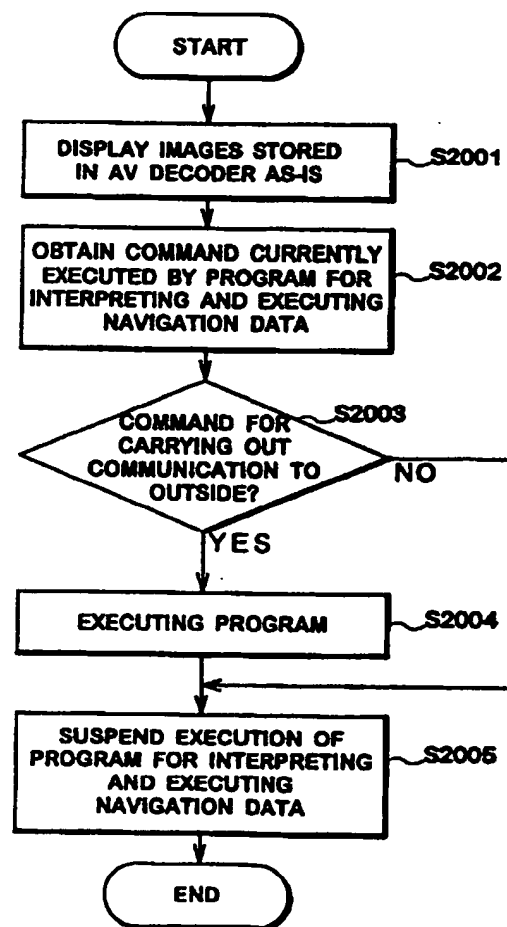 START
DISPLAY IMAGES STORED
IN AV DECODER AS-IS
S2001
OBTAIN COMMAND CURRENTLY
EXECUTED BY PROGRAM FOR
INTERPRETING AND EXECUTING
NAVIGATION DATA
S2002
COMMAND FOR
CARRYING OUT
COMMUNICATION TO
OUTSIDE?
S2003
NO
YES
EXECUTING PROGRAM
S2004
SUSPEND EXECUTION OF
PROGRAM FOR INTERPRETING
AND EXECUTING
NAVIGATION DATA
S2005
END